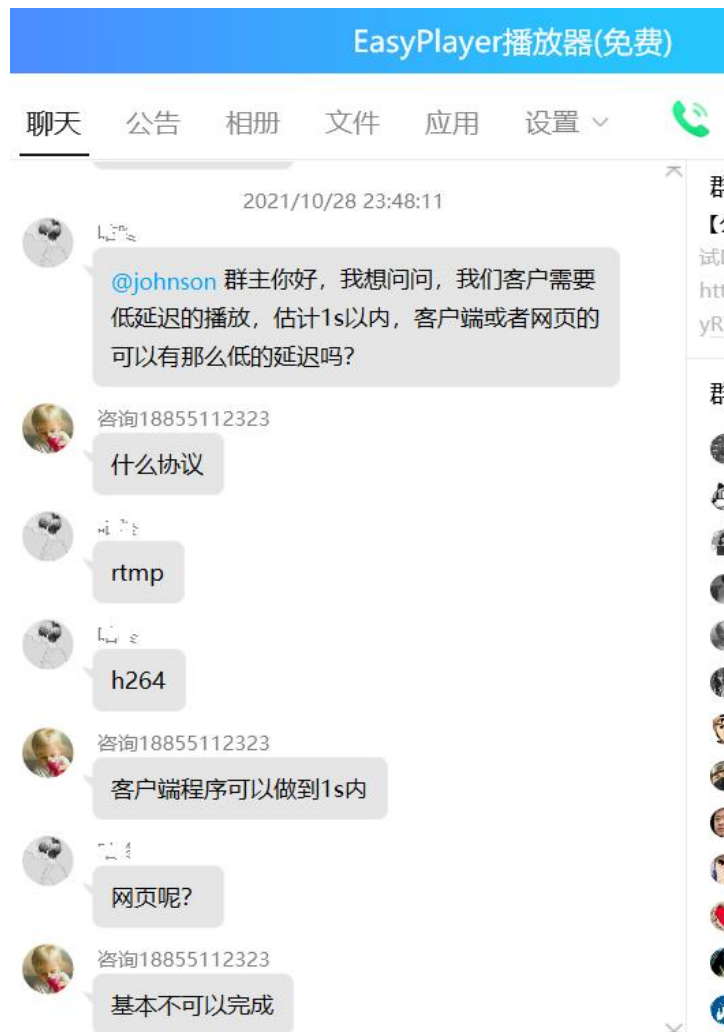 EasyPlayer播放器(免费)
聊天 公告 相册 文件 应用 设置
2021/10/28 23:48:11
@johnson 群主你好，我想问问，我们客户需要
低延迟的播放，估计1s以内，客户端或者网页的
可以有那么低的延迟吗？
咨询18855112323
什么协议
rtmp
h264
咨询18855112323
客户端程序可以做到1s内
网页呢？
咨询18855112323
基本不可以完成
群
【公
试
htt
yR
群